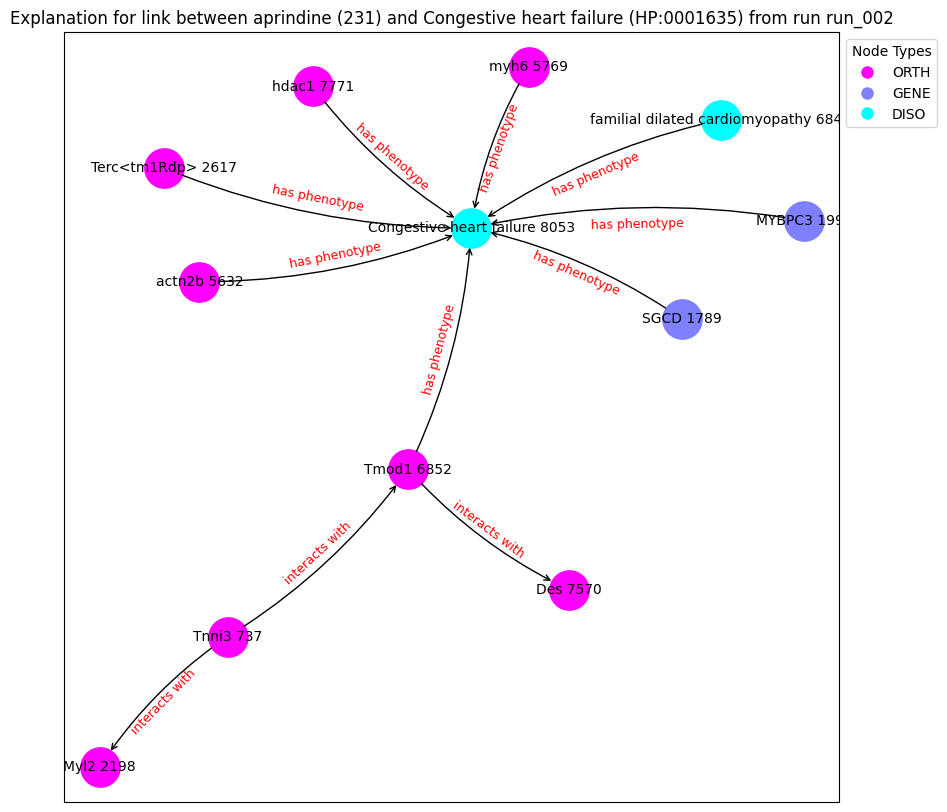 Explanation for link between aprindine (231) and Congestive heart failure (HP:0001635) from run run_002
Node Types
ORTH
GENE
DISO
myh6 5769
hdac1 7771
familial dilated cardiomyopathy 684
has phenotype
has phenotype
has phenotype
Terc<tm1Rdp> 2617
has phenotype
MYBPC3 199
has phenotype
Congestive heart failure 8053
has phenotype
has phenotype
actn2b 5632
SGCD 1789
has phenotype
Tmod1 6852
interacts with
interacts with
Des 7570
Tnni3 737
interacts with
Myl2 2198